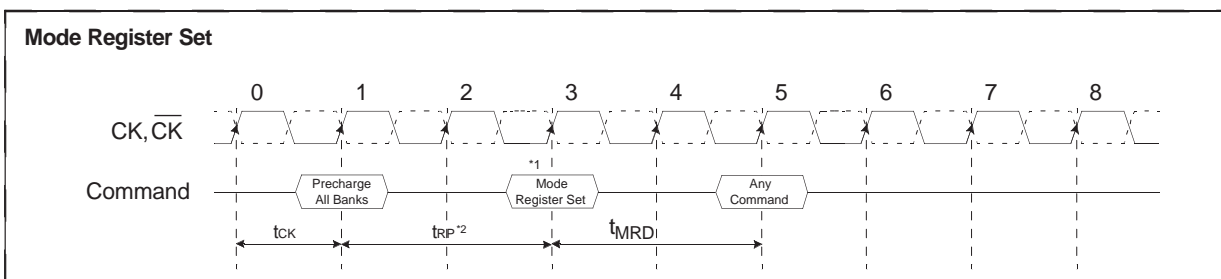 Mode Register Set
0 1 2 3 4 5 6 7 8
CK, C̅K̅
*1
Command
Precharge
All Banks
Mode
Register Set
Any
Command
tCK
tRP*2
tMRD